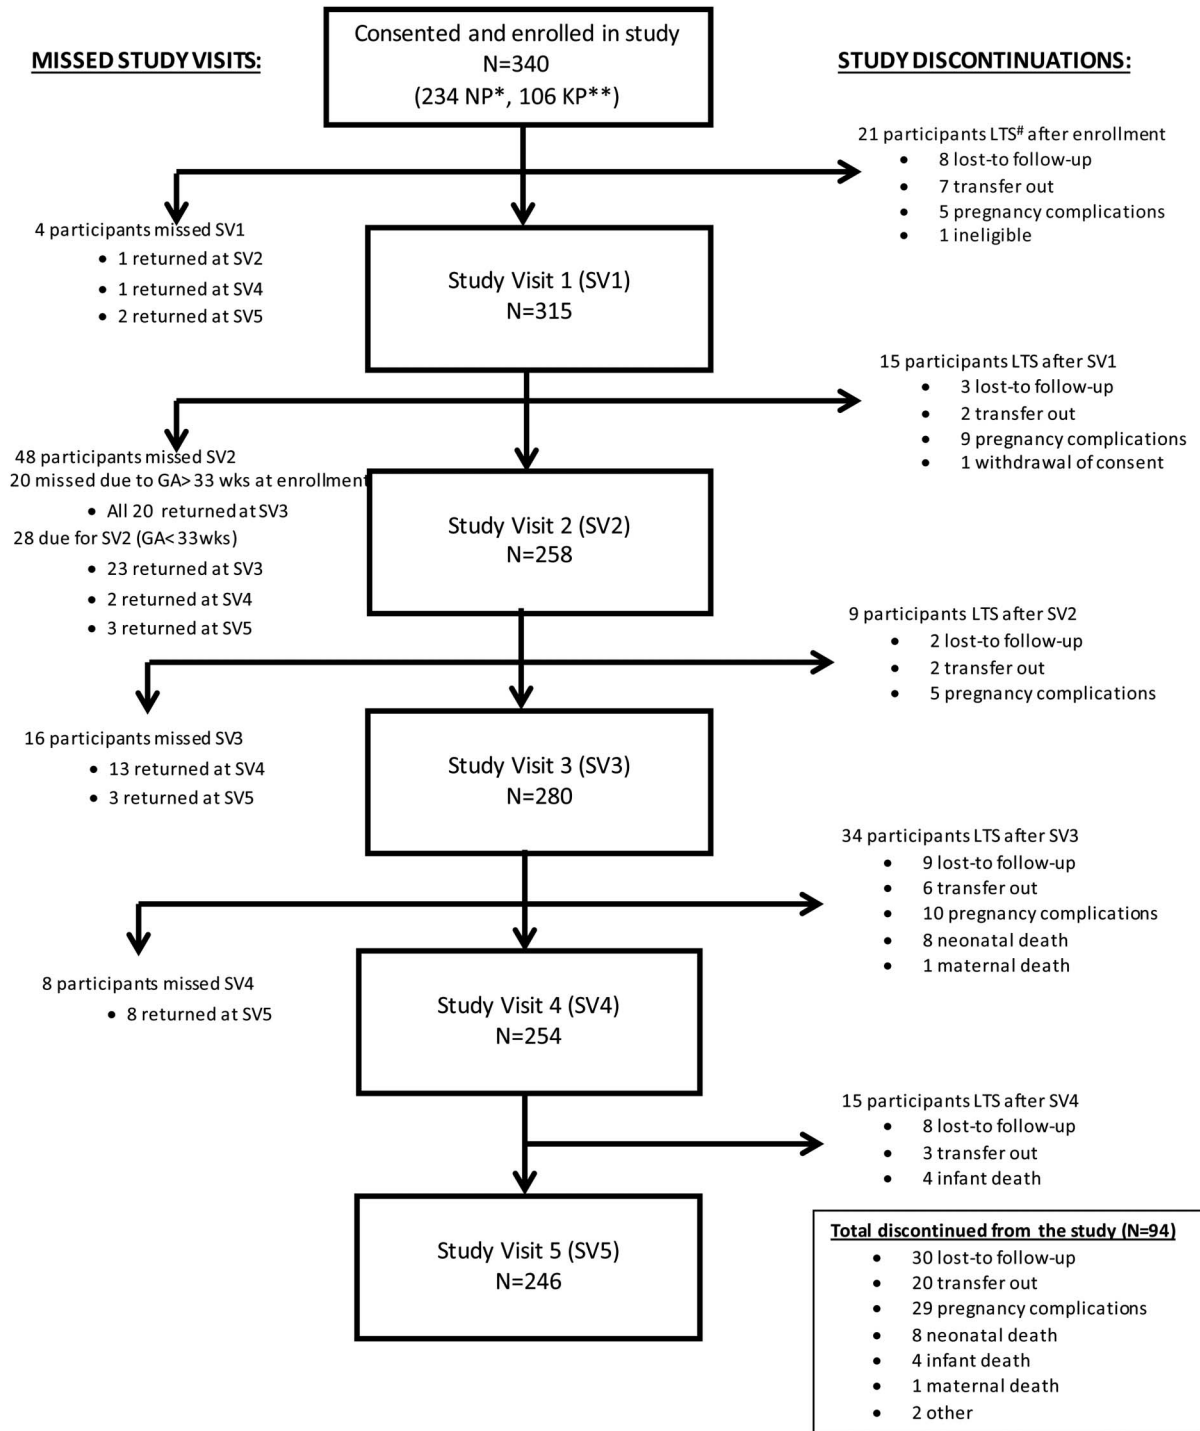 MISSED STUDY VISITS:
Consented and enrolled in study
N=340
(234 NP*, 106 KP**)
STUDY DISCONTINUATIONS:
21 participants LTS# after enrollment
• 8 lost-to follow-up
• 7 transfer out
• 5 pregnancy complications
• 1 ineligible
4 participants missed SV1
• 1 returned at SV2
• 1 returned at SV4
• 2 returned at SV5
Study Visit 1 (SV1)
N=315
15 participants LTS after SV1
• 3 lost-to follow-up
• 2 transfer out
• 9 pregnancy complications
• 1 withdrawal of consent
48 participants missed SV2
20 missed due to GA> 33 wks at enrollment
• All 20 returned at SV3
28 due for SV2 (GA< 33wks)
• 23 returned at SV3
• 2 returned at SV4
• 3 returned at SV5
Study Visit 2 (SV2)
N=258
9 participants LTS after SV2
• 2 lost-to follow-up
• 2 transfer out
• 5 pregnancy complications
16 participants missed SV3
• 13 returned at SV4
• 3 returned at SV5
Study Visit 3 (SV3)
N=280
34 participants LTS after SV3
• 9 lost-to follow-up
• 6 transfer out
• 10 pregnancy complications
• 8 neonatal death
• 1 maternal death
8 participants missed SV4
• 8 returned at SV5
Study Visit 4 (SV4)
N=254
15 participants LTS after SV4
• 8 lost-to follow-up
• 3 transfer out
• 4 infant death
Study Visit 5 (SV5)
N=246
Total discontinued from the study (N=94)
• 30 lost-to follow-up
• 20 transfer out
• 29 pregnancy complications
• 8 neonatal death
• 4 infant death
• 1 maternal death
• 2 other